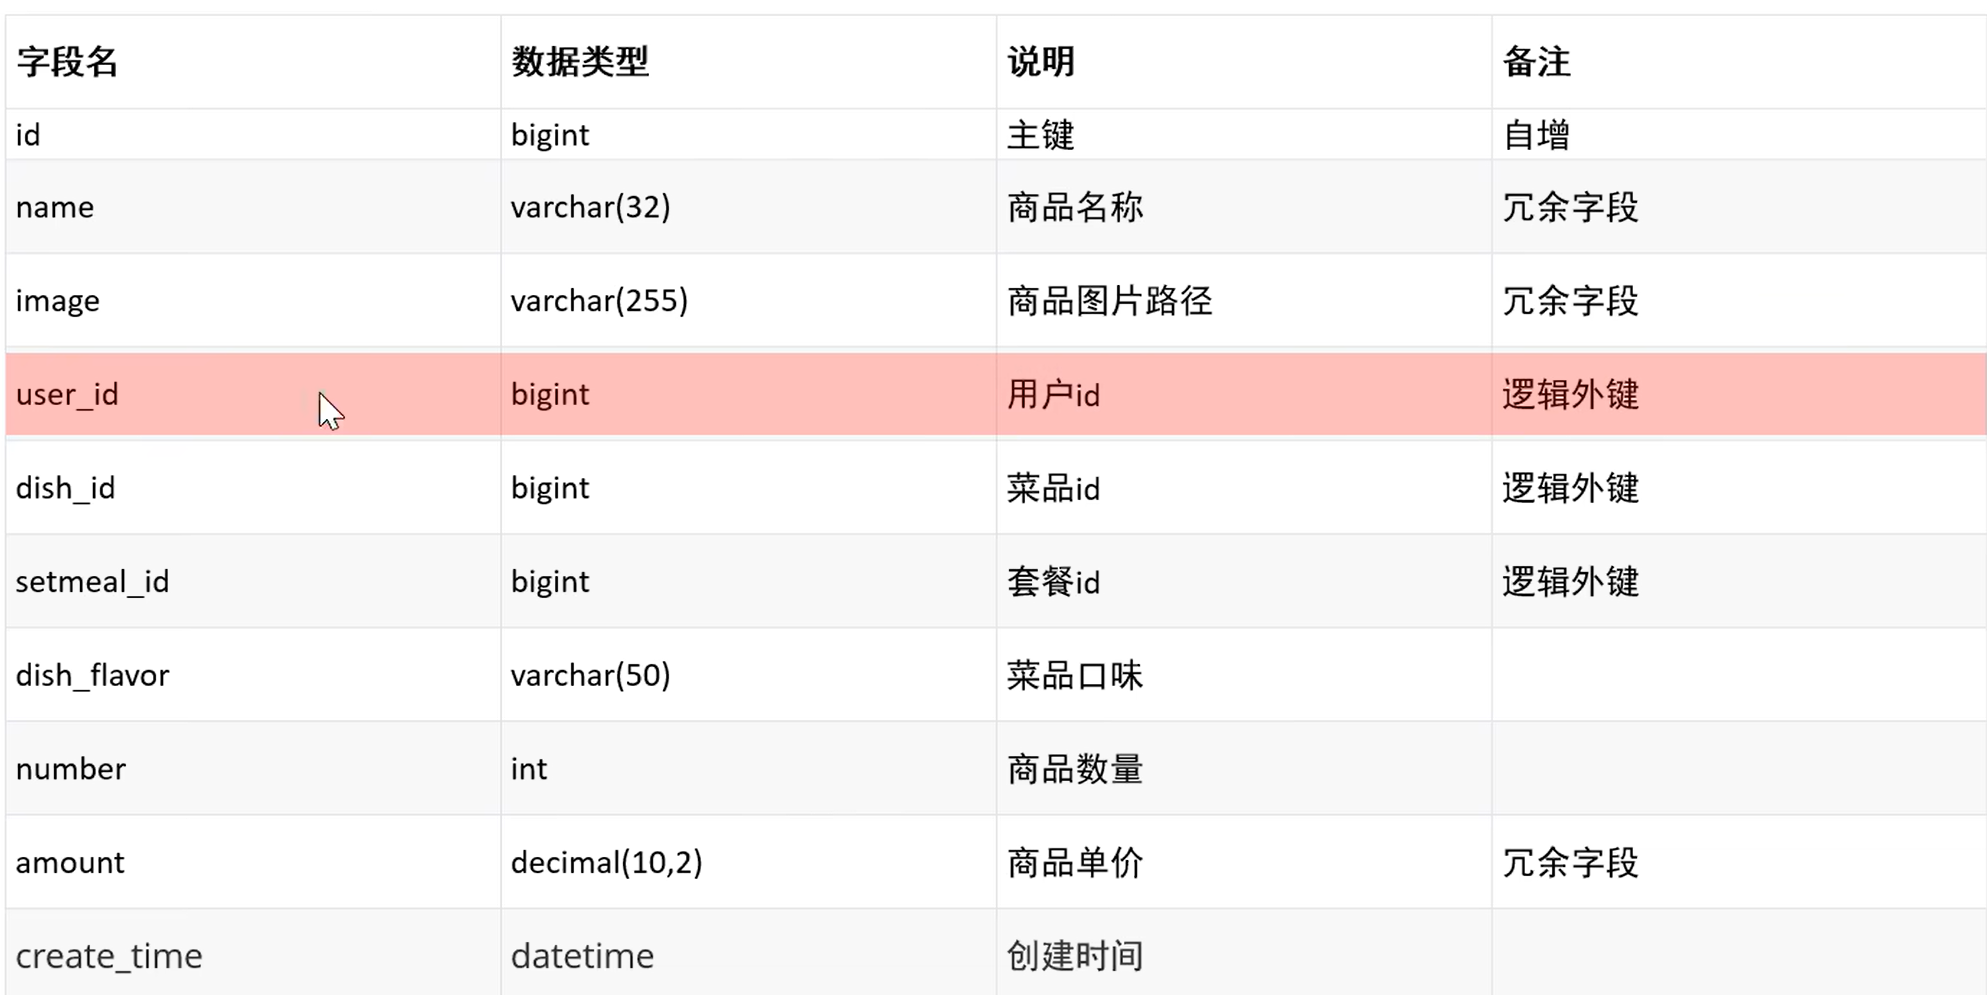 字段名 数据类型 说明 备注
id bigint 主键 自增
name varchar(32) 商品名称 冗余字段
image varchar(255) 商品图片路径 冗余字段
user_id bigint 用户id 逻辑外键
dish_id bigint 菜品id 逻辑外键
setmeal_id bigint 套餐id 逻辑外键
dish_flavor varchar(50) 菜品口味
number int 商品数量
amount decimal(10,2) 商品单价 冗余字段
create_time datetime 创建时间